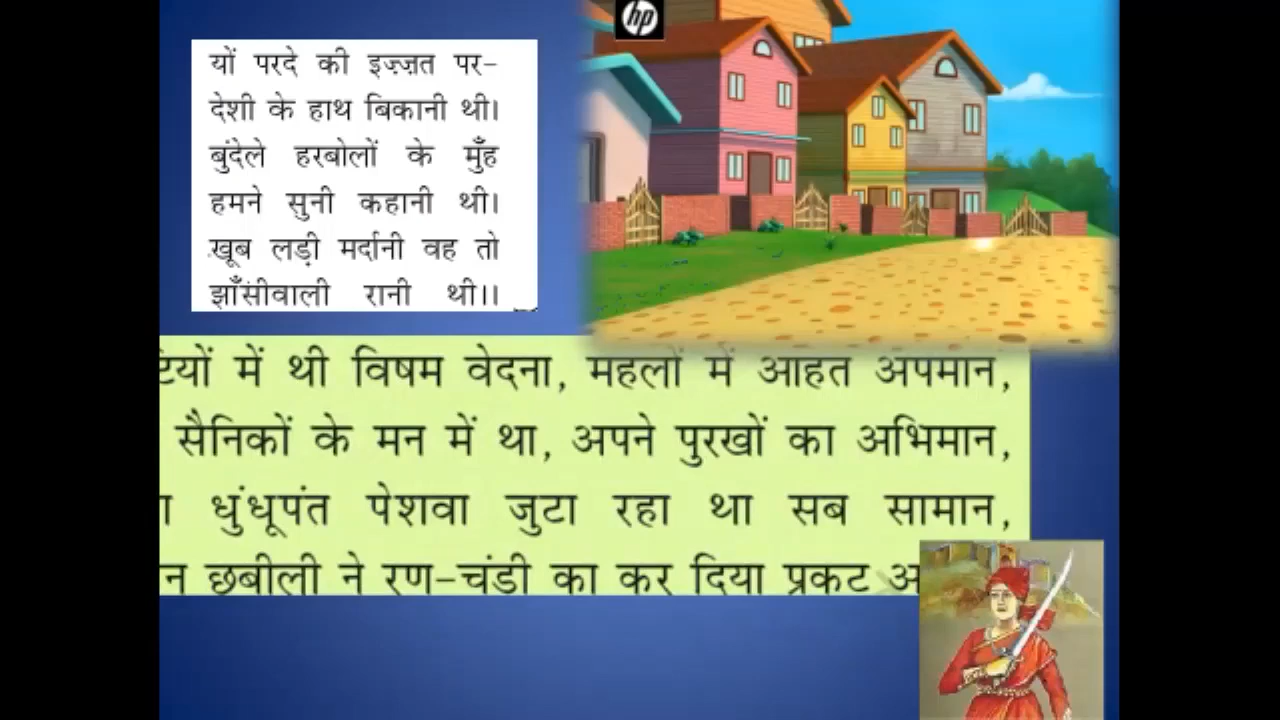 hp
यों परदे की इज़्ज़त पर-
देशी के हाथ बिकानी थी।
बुंदेले हरबोलों के मुँह
हमने सुनी कहानी थी।
खूब लड़ी मर्दानी वह तो
झाँसीवाली रानी थी।।
में थी विषम वेदना, महलों में आहत अपमान,
सैनिकों के मन में था, अपने पुरखों का अभिमान,
धुंधूपंत पेशवा जुटा रहा था सब सामान,
छबीली ने रण-चंडी का कर दिया प्रकट